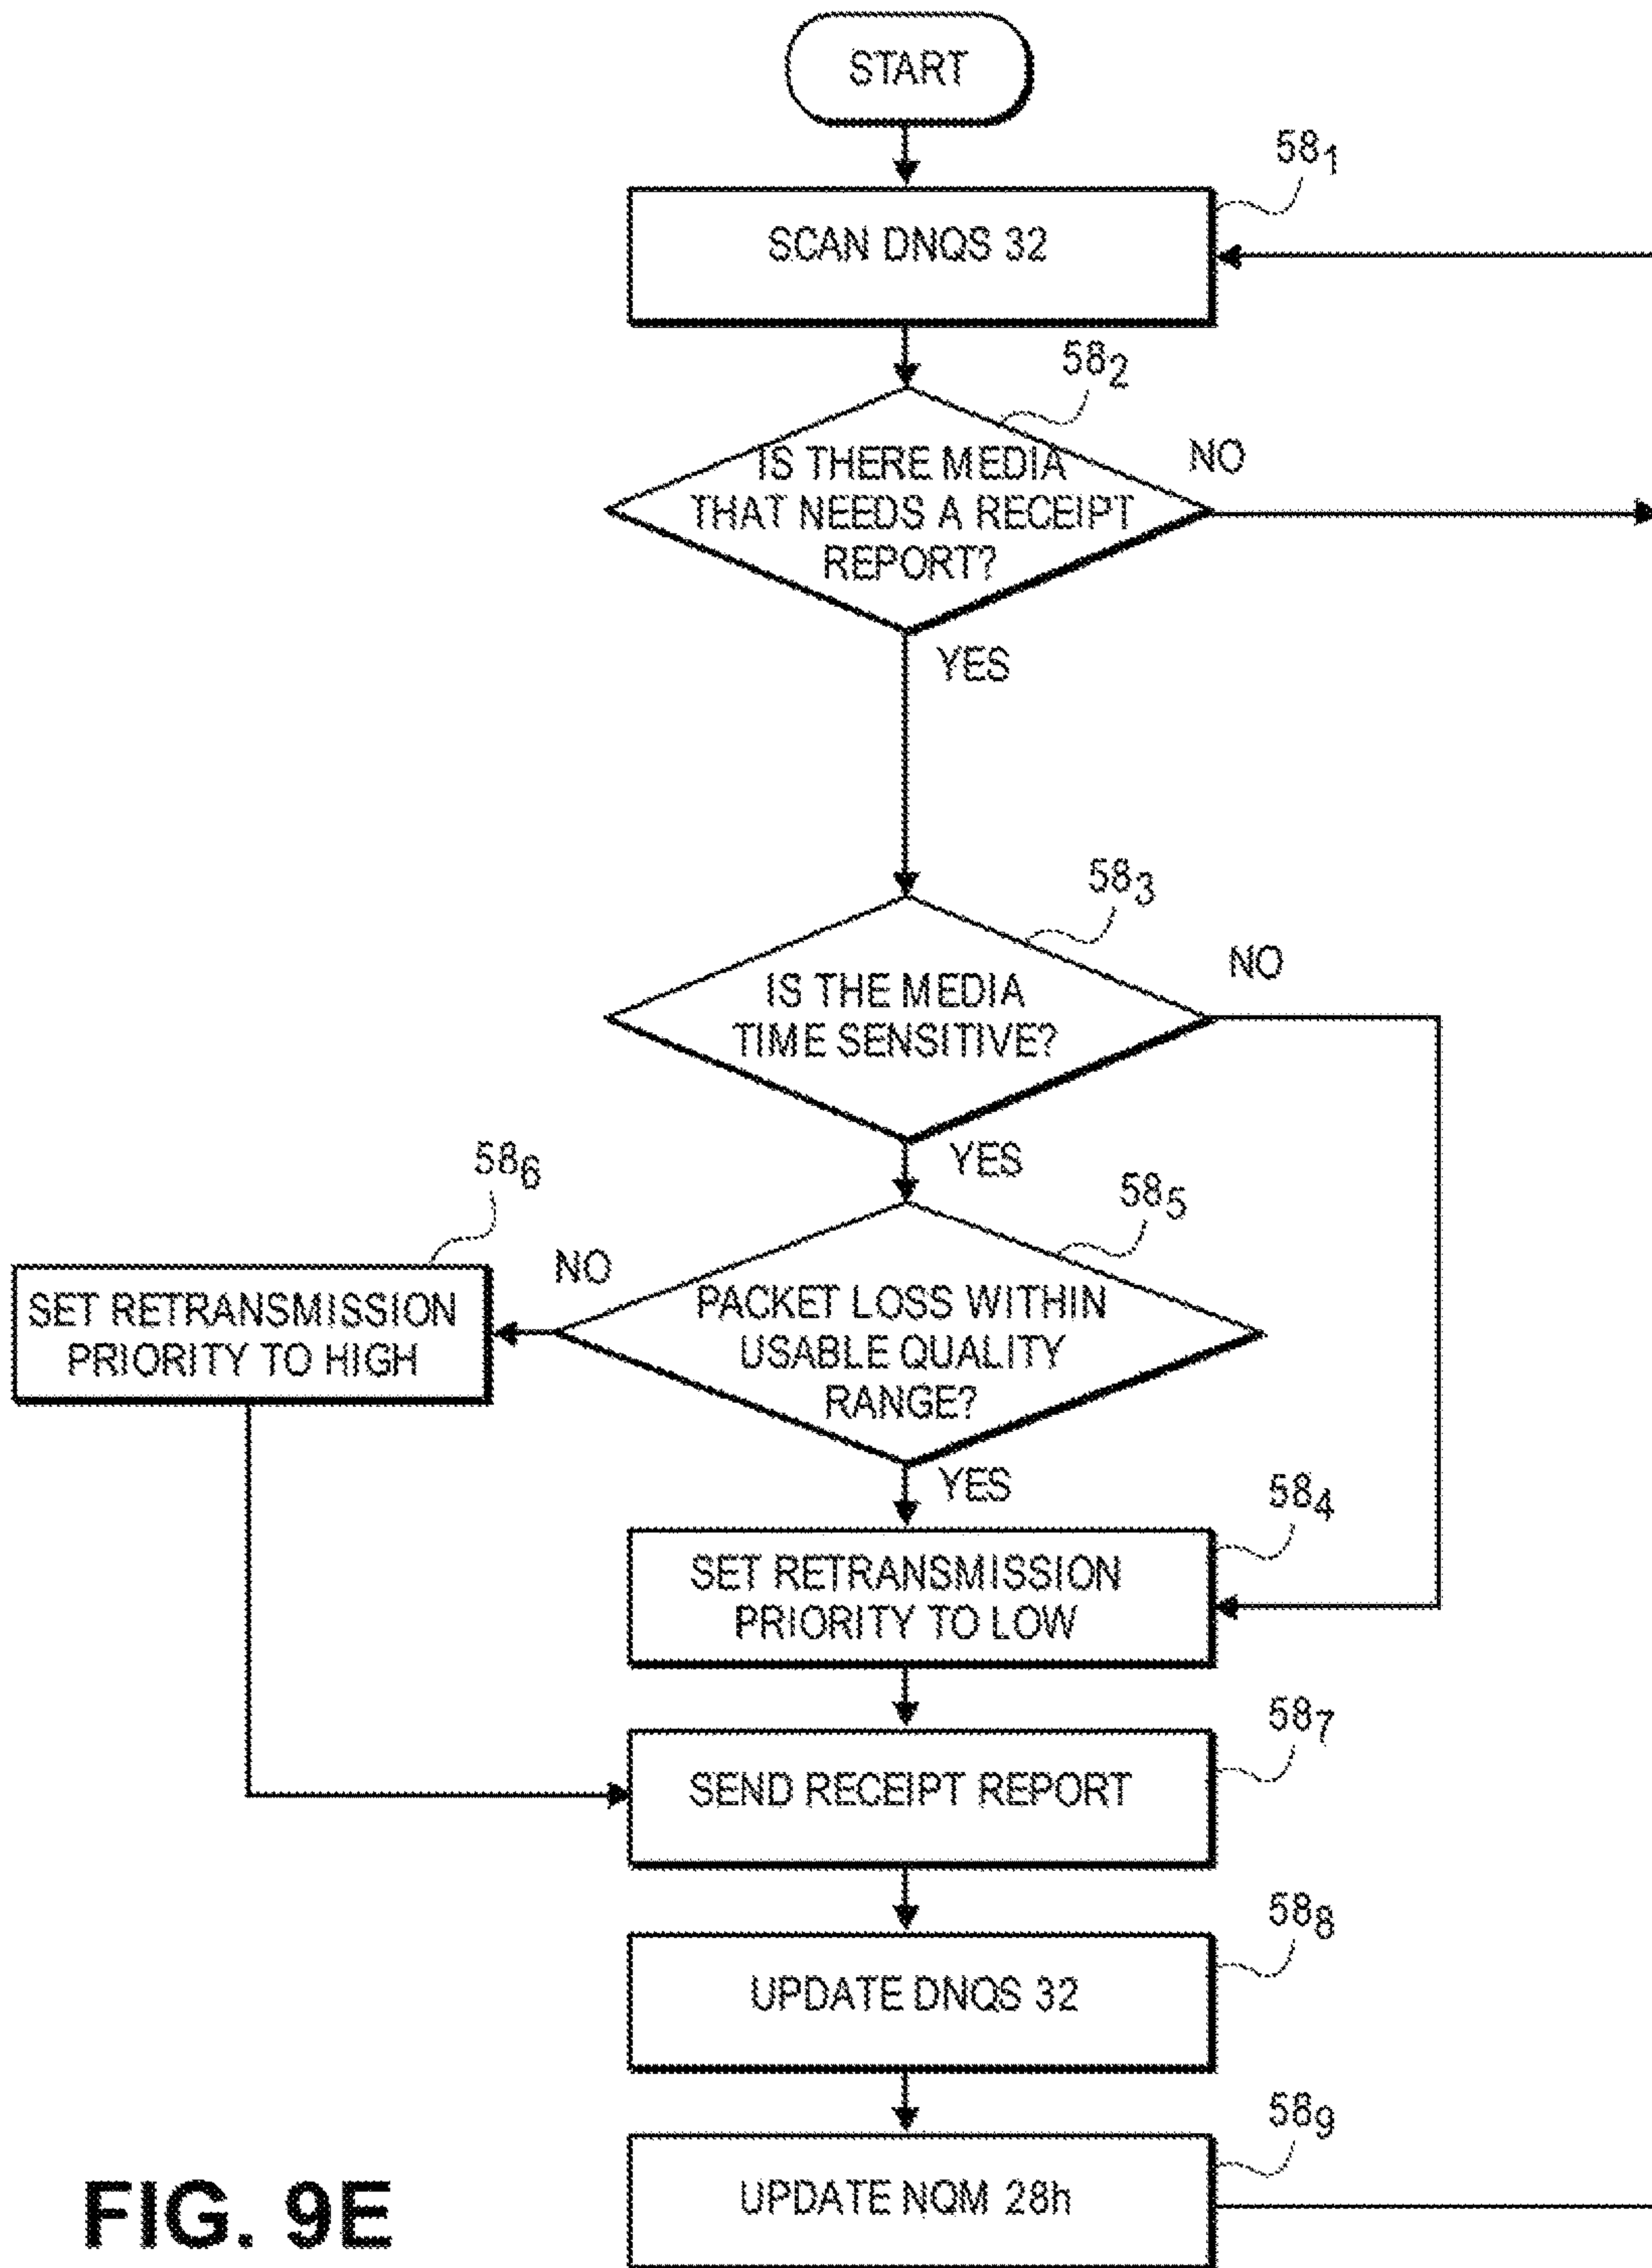 START
58₁
SCAN DNQS 32
58₂
IS THERE MEDIA
THAT NEEDS A RECEIPT
REPORT?
NO
YES
58₃
IS THE MEDIA
TIME SENSITIVE?
NO
YES
58₆
58₅
SET RETRANSMISSION
PRIORITY TO HIGH
NO
PACKET LOSS WITHIN
USABLE QUALITY
RANGE?
YES
58₄
SET RETRANSMISSION
PRIORITY TO LOW
58₇
SEND RECEIPT REPORT
58₈
UPDATE DNQS 32
58₉
UPDATE NQM 28h
FIG. 9E